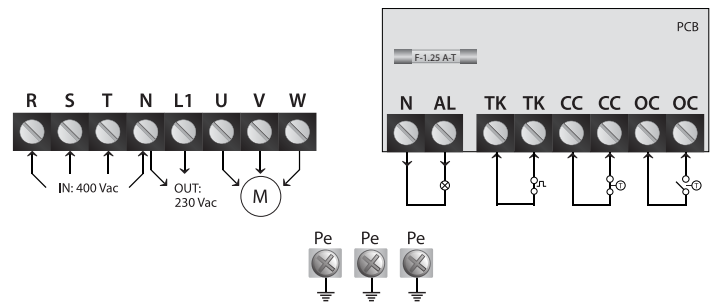 PCB
F-1.25 A-T
R S T N L1 U V W
N AL TK TK CC CC OC OC
IN: 400 Vac
OUT:
230 Vac
M
T
T
Pe Pe Pe